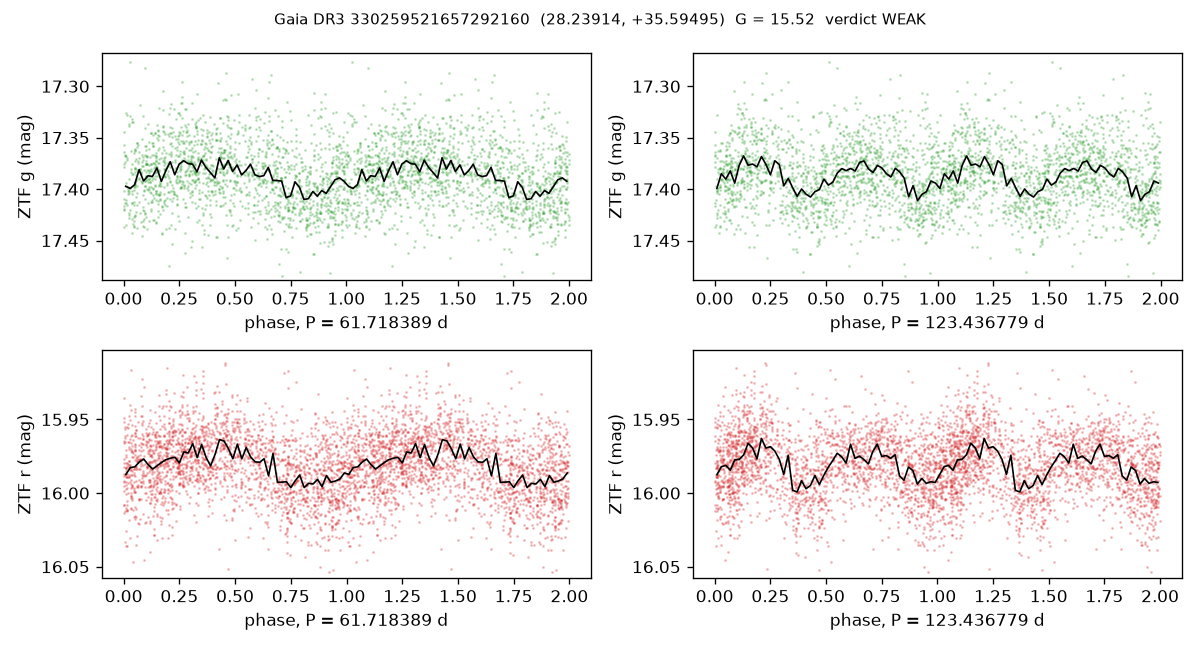 Gaia DR3 330259521657292160  (28.23914, +35.59495)  G = 15.52  verdict WEAK
ZTF g (mag)
17.30
17.35
17.40
17.45
0.00 0.25 0.50 0.75 1.00 1.25 1.50 1.75 2.00
phase, P = 61.718389 d
ZTF g (mag)
17.30
17.35
17.40
17.45
0.00 0.25 0.50 0.75 1.00 1.25 1.50 1.75 2.00
phase, P = 123.436779 d
ZTF r (mag)
15.95
16.00
16.05
0.00 0.25 0.50 0.75 1.00 1.25 1.50 1.75 2.00
phase, P = 61.718389 d
ZTF r (mag)
15.95
16.00
16.05
0.00 0.25 0.50 0.75 1.00 1.25 1.50 1.75 2.00
phase, P = 123.436779 d